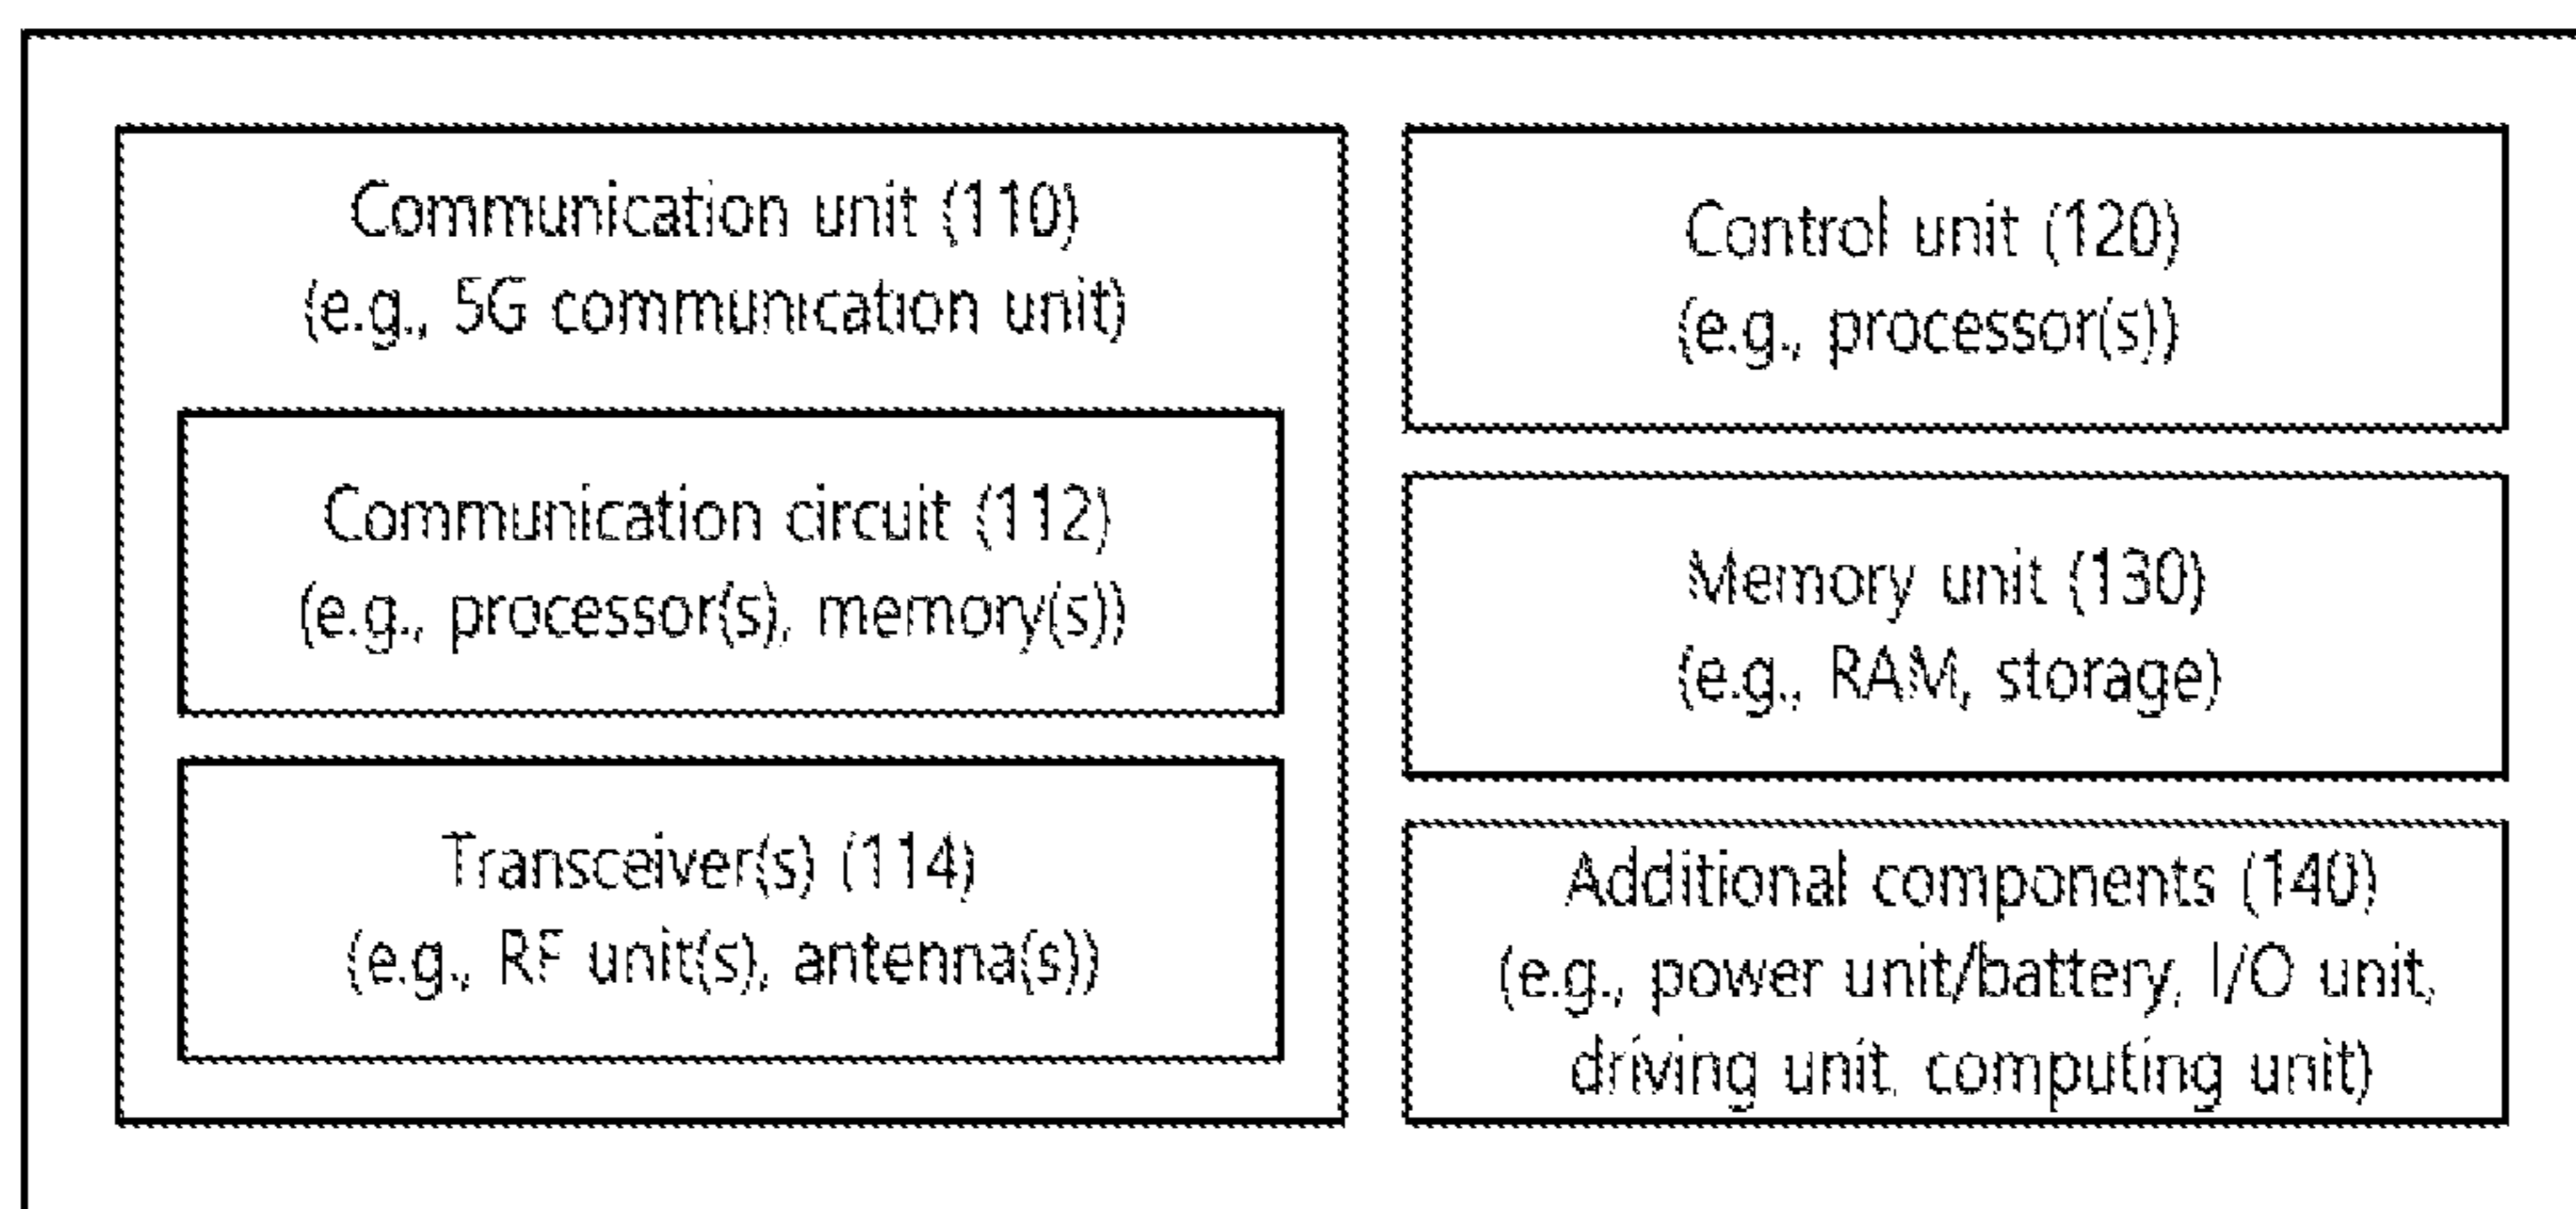 Communication unit (110)
(e.g., 5G communication unit)
Communication circuit (112)
(e.g., processor(s), memory(s))
Transceiver(s) (114)
(e.g., RF unit(s), antenna(s))
Control unit (120)
(e.g., processor(s))
Memory unit (130)
(e.g., RAM, storage)
Additional components (140)
(e.g., power unit/battery, I/O unit,
driving unit, computing unit)